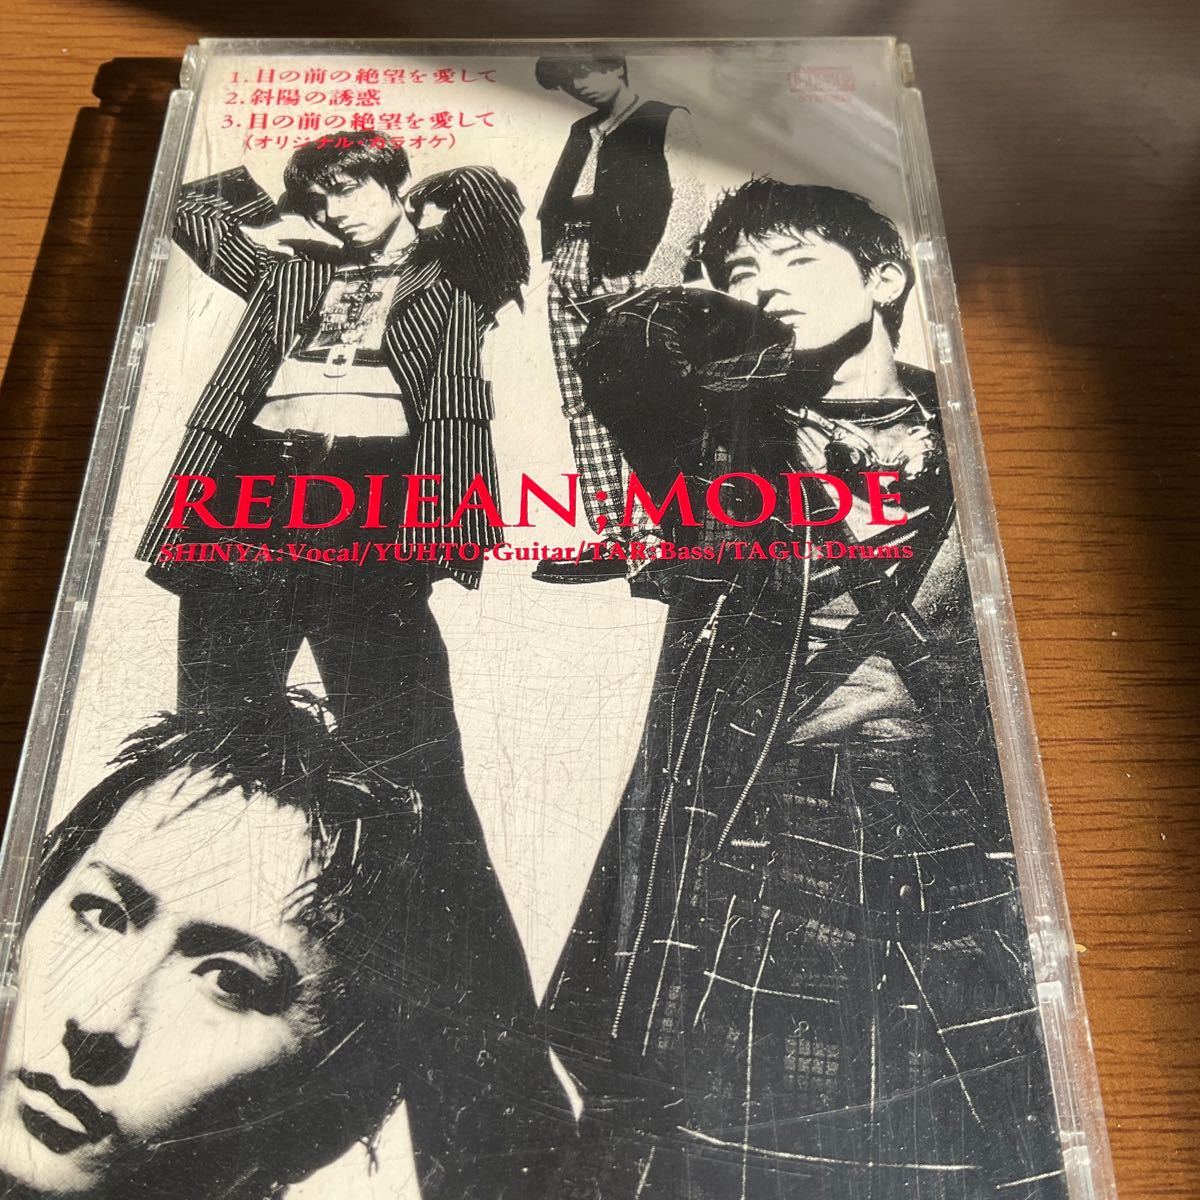 1. 目の前の絶望を愛して
2. 斜陽の誘惑
3. 目の前の絶望を愛して
(オリジナル・カラオケ)
REDIEAN;MODE
SHINYA:Vocal/YUHTO:Guitar/TAR:Bass/TAGU:Drums